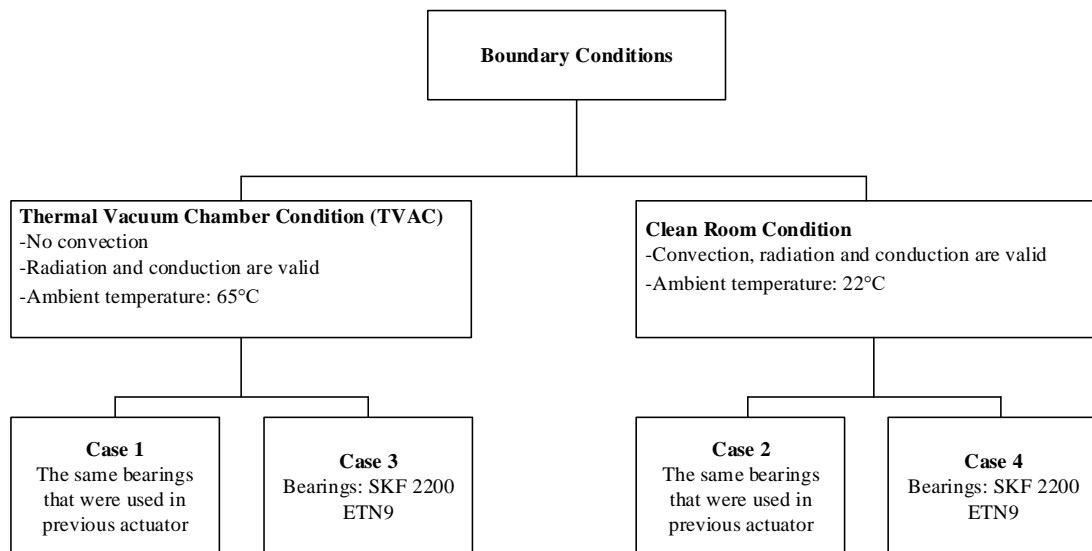 Boundary Conditions
Thermal Vacuum Chamber Condition (TVAC)
-No convection
-Radiation and conduction are valid
-Ambient temperature: 65°C
Clean Room Condition
-Convection, radiation and conduction are valid
-Ambient temperature: 22°C
Case 1
The same bearings
that were used in
previous actuator
Case 3
Bearings: SKF 2200
ETN9
Case 2
The same bearings
that were used in
previous actuator
Case 4
Bearings: SKF 2200
ETN9